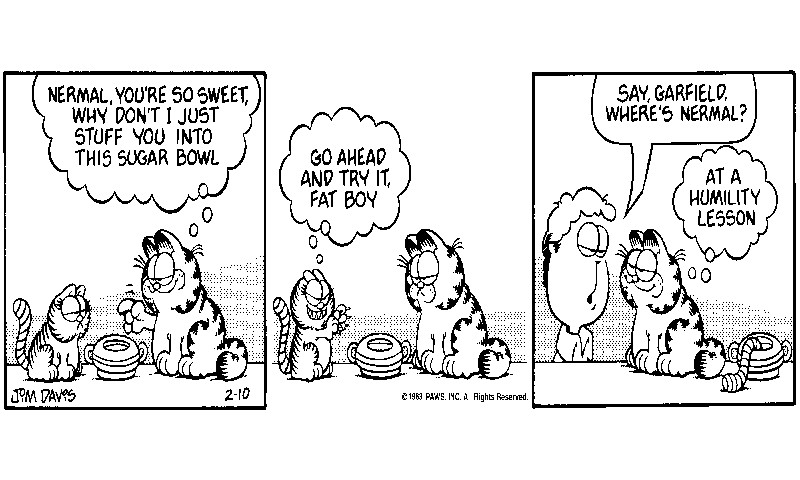 NERMAL, YOU'RE SO SWEET,
WHY DON'T I JUST
STUFF YOU INTO
THIS SUGAR BOWL
JIM DAVIS
2-10
GO AHEAD
AND TRY IT,
FAT BOY
© 1983 PAWS, INC. A Rights Reserved.
SAY, GARFIELD,
WHERE'S NERMAL?
AT A
HUMILITY
LESSON